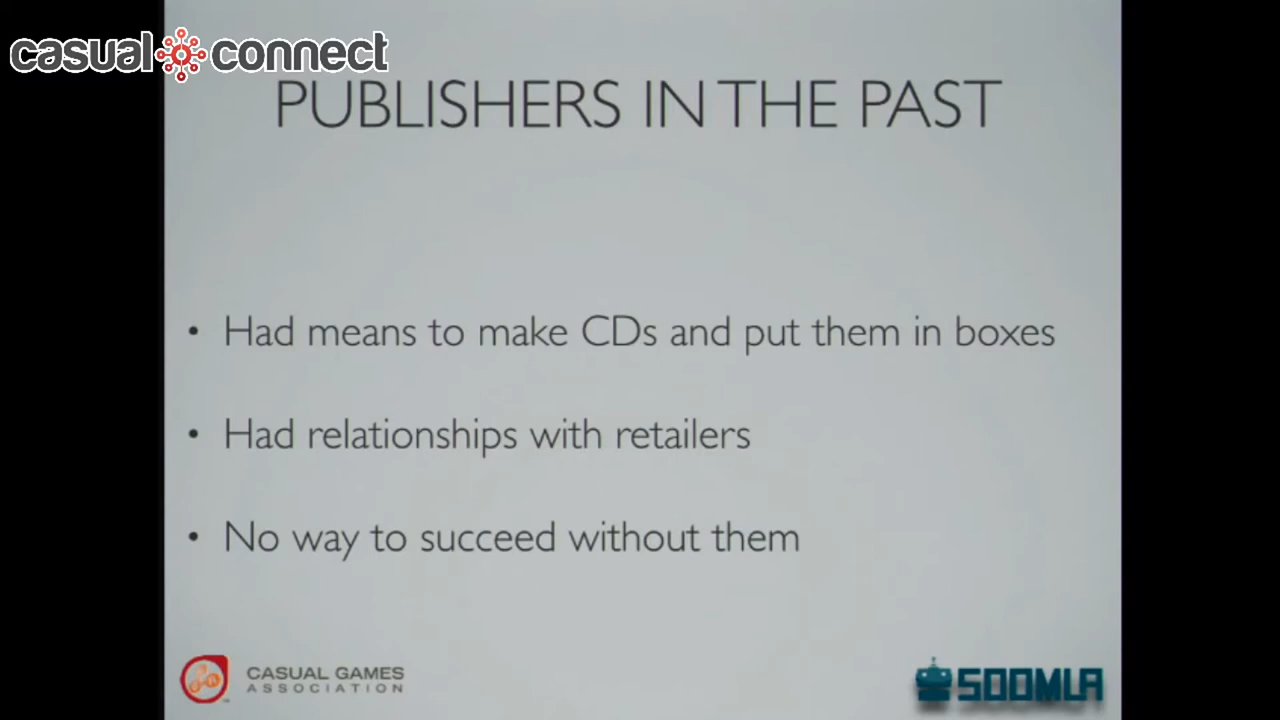 casual connect
PUBLISHERS IN THE PAST
• Had means to make CDs and put them in boxes
• Had relationships with retailers
• No way to succeed without them
CASUAL GAMES
ASSOCIATION
SOOMLA